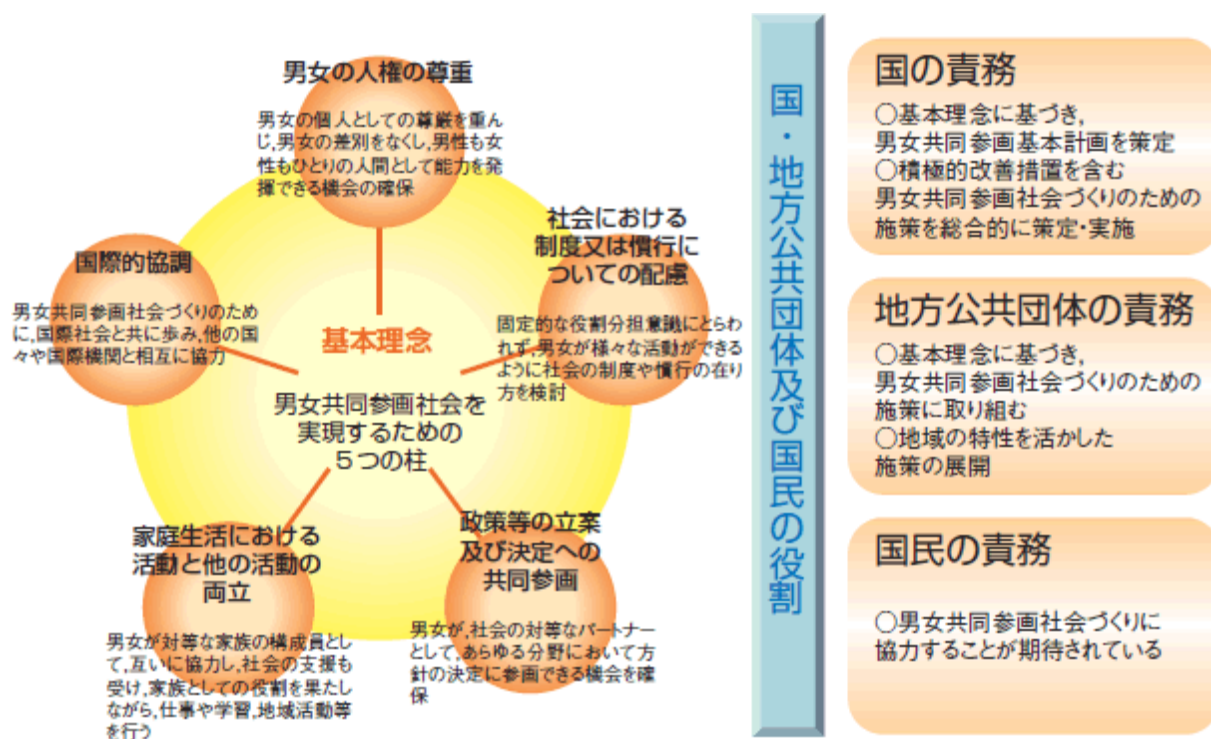 男女の人権の尊重
男女の個人としての尊厳を重ん
じ,男女の差別をなくし,男性も女
性もひとりの人間として能力を発
揮できる機会の確保
社会における
制度又は慣行に
ついての配慮
固定的な役割分担意識にとらわ
れず,男女が様々な活動ができる
ように社会の制度や慣行の在り
方を検討
国際的協調
男女共同参画社会づくりのため
に,国際社会と共に歩み,他の国
々や国際機関と相互に協力
基本理念
男女共同参画社会を
実現するための
5つの柱
家庭生活における
活動と他の活動の
両立
男女が対等な家族の構成員とし
て,互いに協力し,社会の支援も
受け,家族としての役割を果たし
ながら,仕事や学習,地域活動等
を行う
政策等の立案
及び決定への
共同参画
男女が,社会の対等なパートナー
として,あらゆる分野において方
針の決定に参画できる機会を確
保
国・地方公共団体及び国民の役割
国の責務
○基本理念に基づき,
男女共同参画基本計画を策定
○積極的改善措置を含む
男女共同参画社会づくりのための
施策を総合的に策定・実施
地方公共団体の責務
○基本理念に基づき,
男女共同参画社会づくりのための
施策に取り組む
○地域の特性を活かした
施策の展開
国民の責務
○男女共同参画社会づくりに
協力することが期待されている